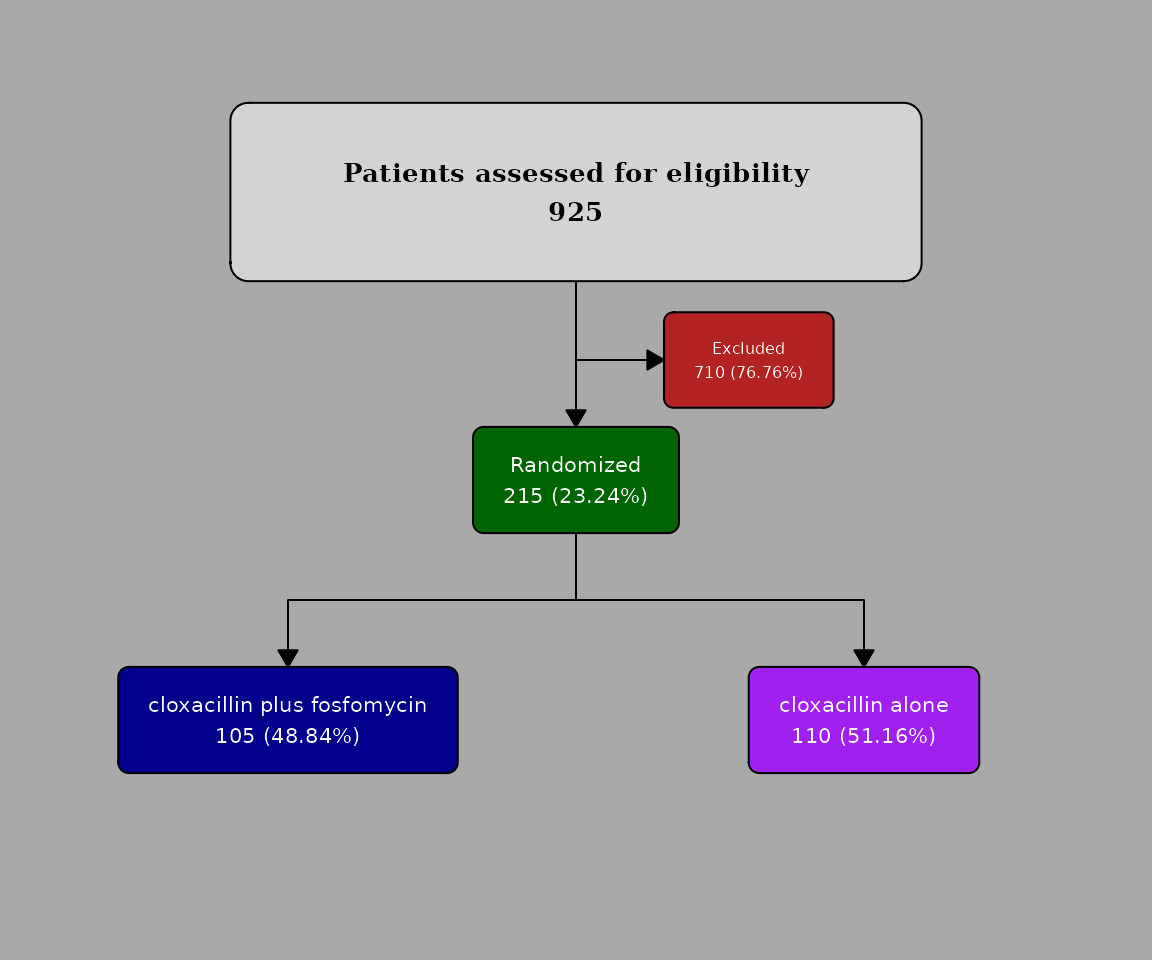 Patients assessed for eligibility
925
Excluded
710 (76.76%)
Randomized
215 (23.24%)
cloxacillin plus fosfomycin
105 (48.84%)
cloxacillin alone
110 (51.16%)